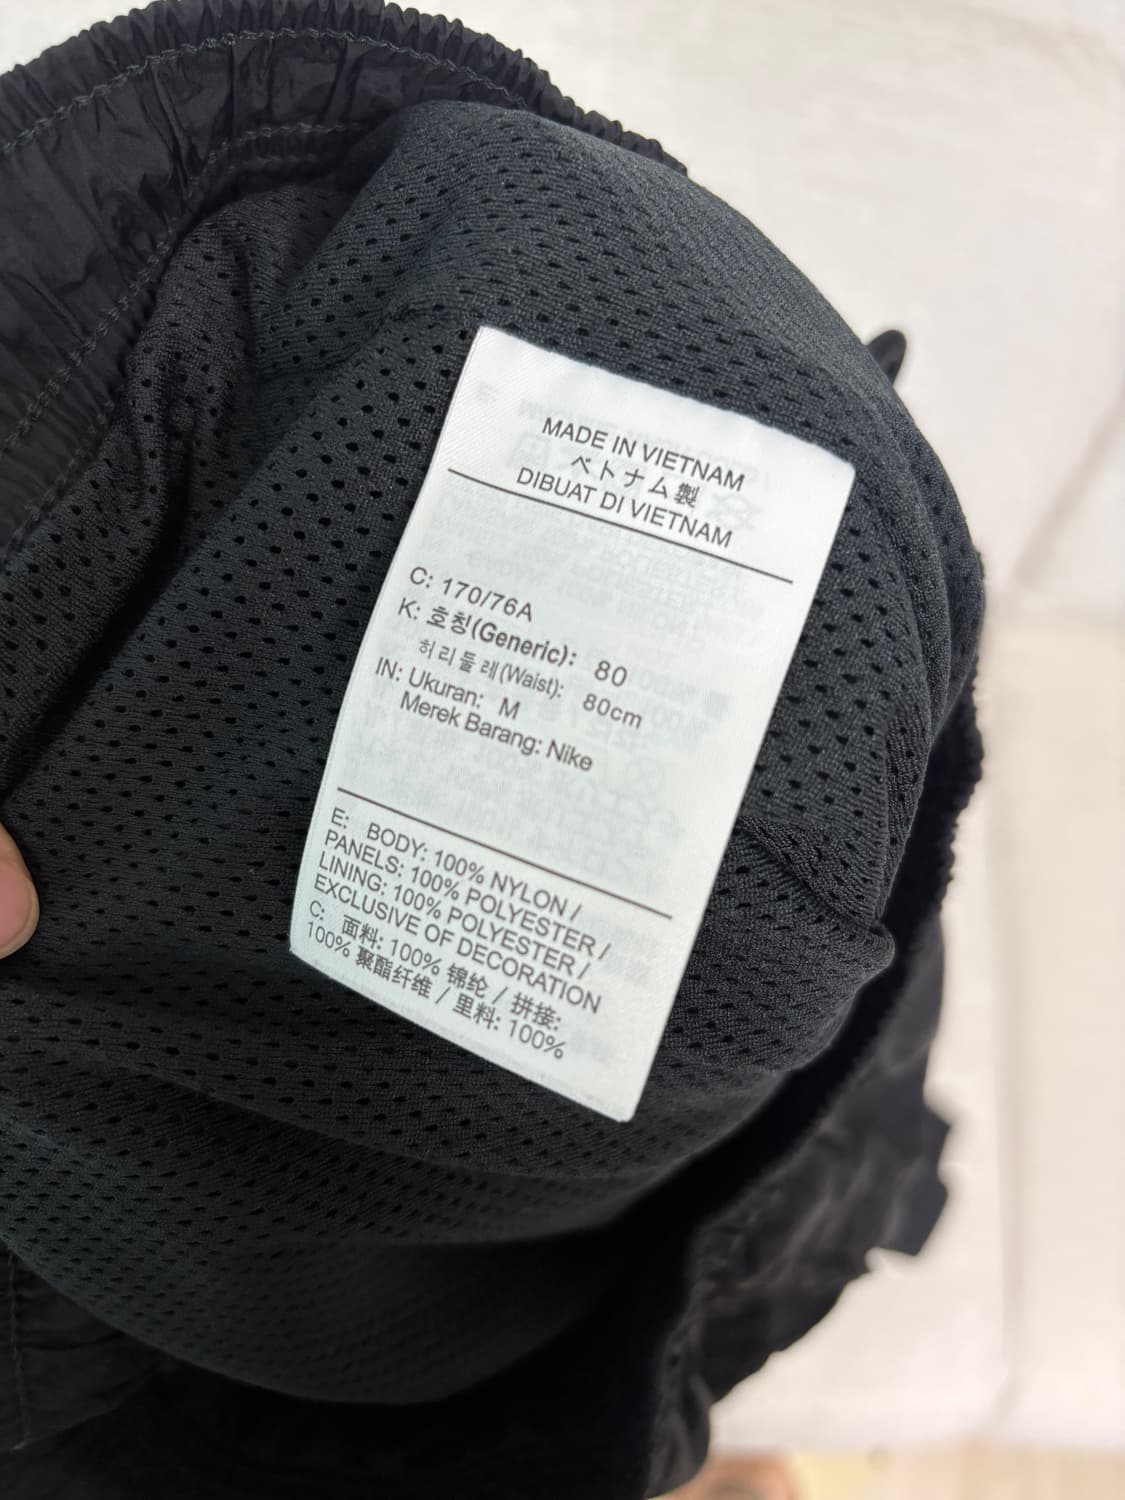 MADE IN VIETNAM
ベトナム製
DIBUAT DI VIETNAM
C: 170/76A
K: 호칭(Generic): 80
허리둘레(Waist): 80cm
IN: Ukuran: M
Merek Barang: Nike
E: BODY: 100% NYLON /
PANELS: 100% POLYESTER /
LINING: 100% POLYESTER /
EXCLUSIVE OF DECORATION
C: 面料: 100% 锦纶 / 拼接:
100% 聚酯纤维 / 里料: 100%